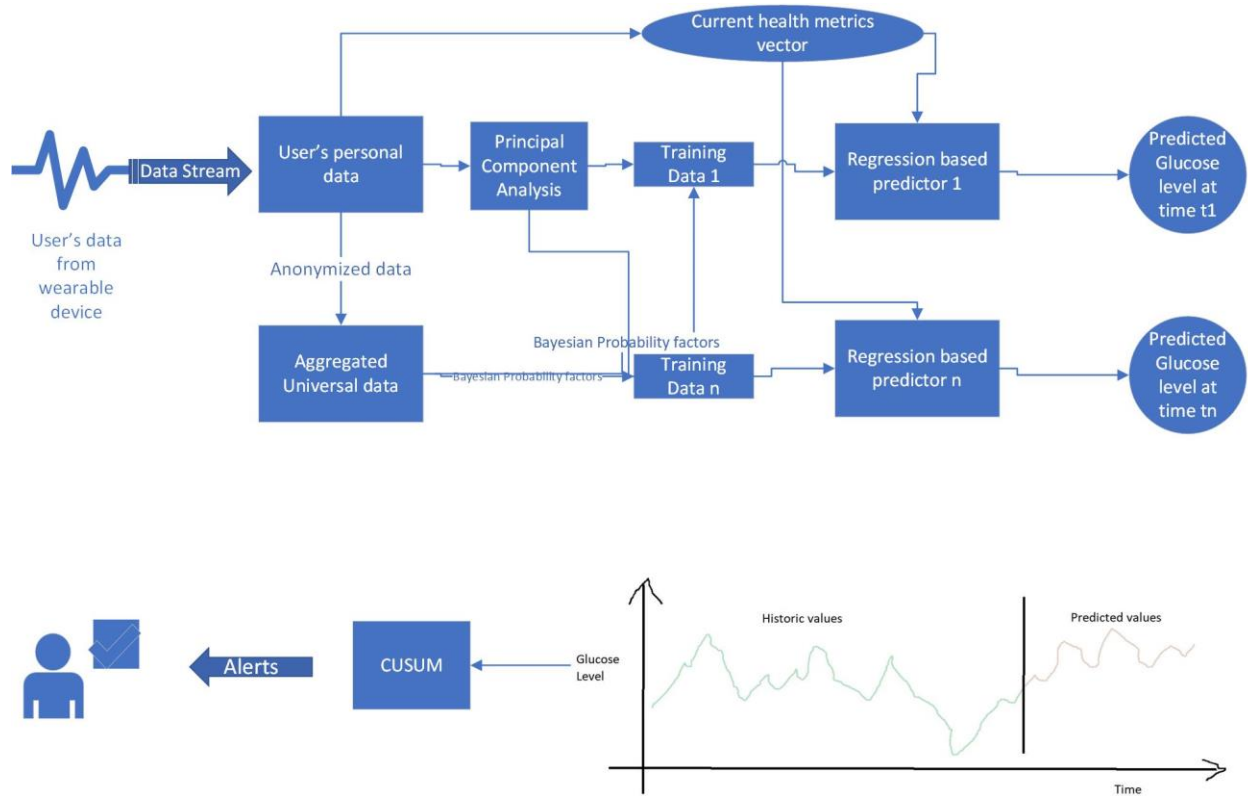 Current health metrics
vector
User's personal
data
Principal
Component
Analysis
Training
Data 1
Regression based
predictor 1
Predicted
Glucose
level at
time t1
Data Stream
User's data
from
wearable
device
Anonymized data
Aggregated
Universal data
Bayesian Probability factors
Bayesian Probability factors
Training
Data n
Regression based
predictor n
Predicted
Glucose
level at
time tn
Alerts
CUSUM
Glucose
Level
Historic values
Predicted values
Time